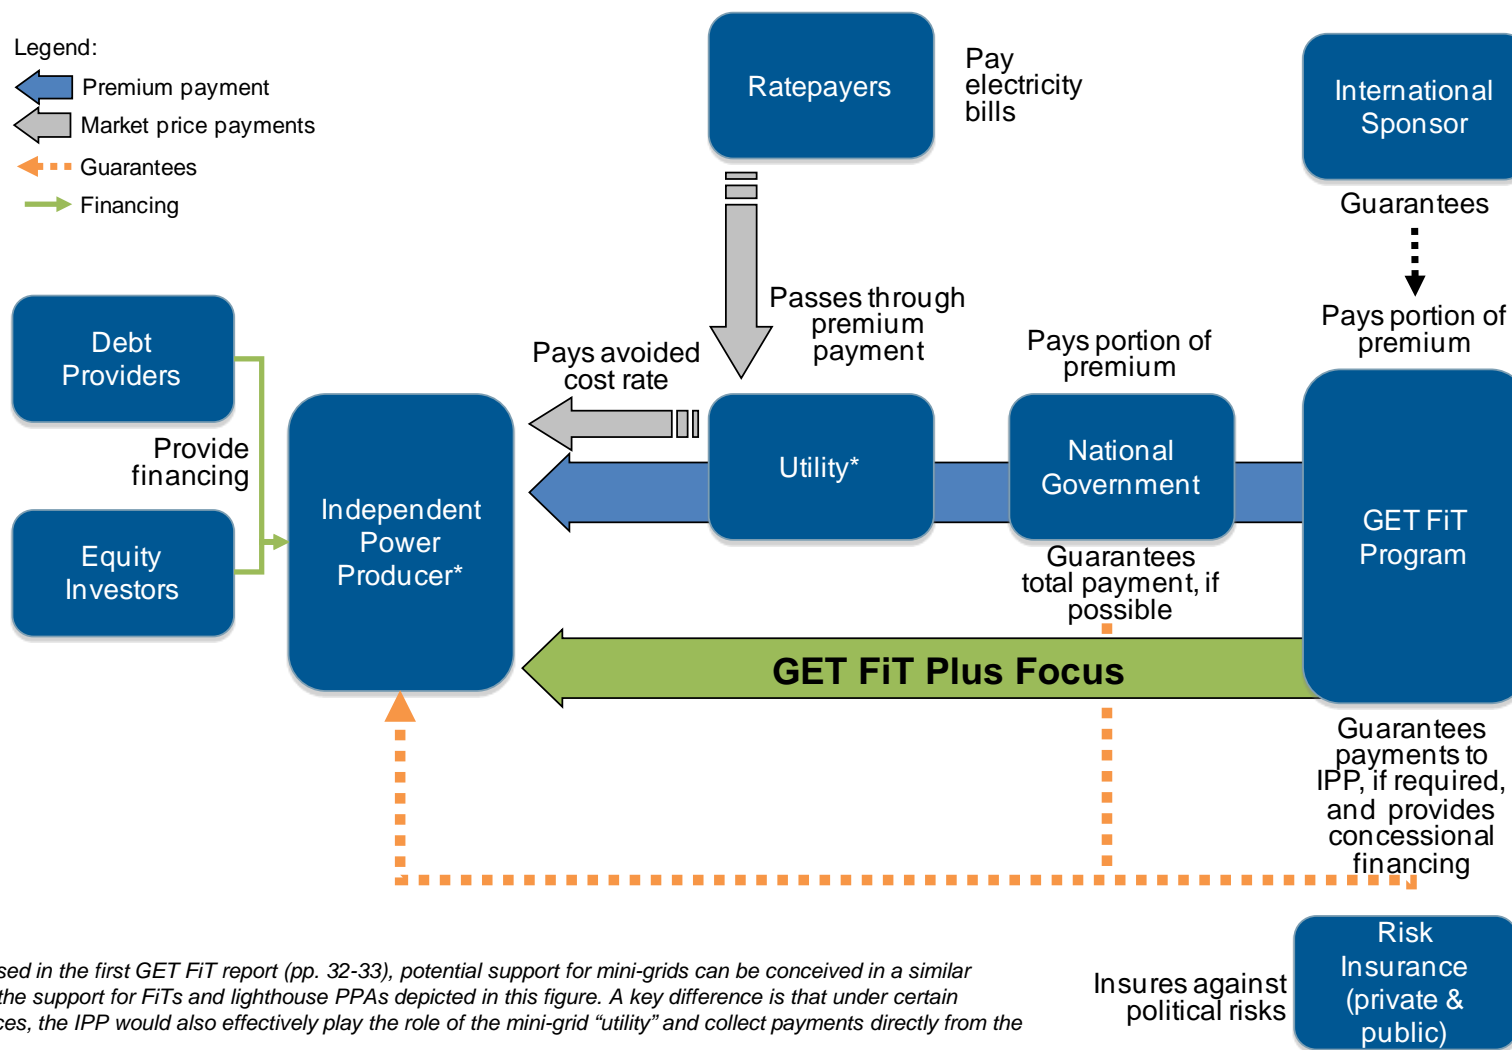 Legend:
Premium payment
Market price payments
Guarantees
Financing
Ratepayers
Pay
electricity
bills
International
Sponsor
Guarantees
Pays portion of
premium
Passes through
premium
payment
Pays portion of
premium
Pays avoided
cost rate
Debt
Providers
Provide
financing
Equity
Investors
Independent
Power
Producer*
Utility*
National
Government
GET FiT
Program
Guarantees
total payment, if
possible
GET FiT Plus Focus
Guarantees
payments to
IPP, if required,
and provides
concessional
financing
Risk
Insurance
(private &
public)
Insures against
political risks
sed in the first GET FiT report (pp. 32-33), potential support for mini-grids can be conceived in a similar
the support for FiTs and lighthouse PPAs depicted in this figure. A key difference is that under certain
ces, the IPP would also effectively play the role of the mini-grid “utility” and collect payments directly from the